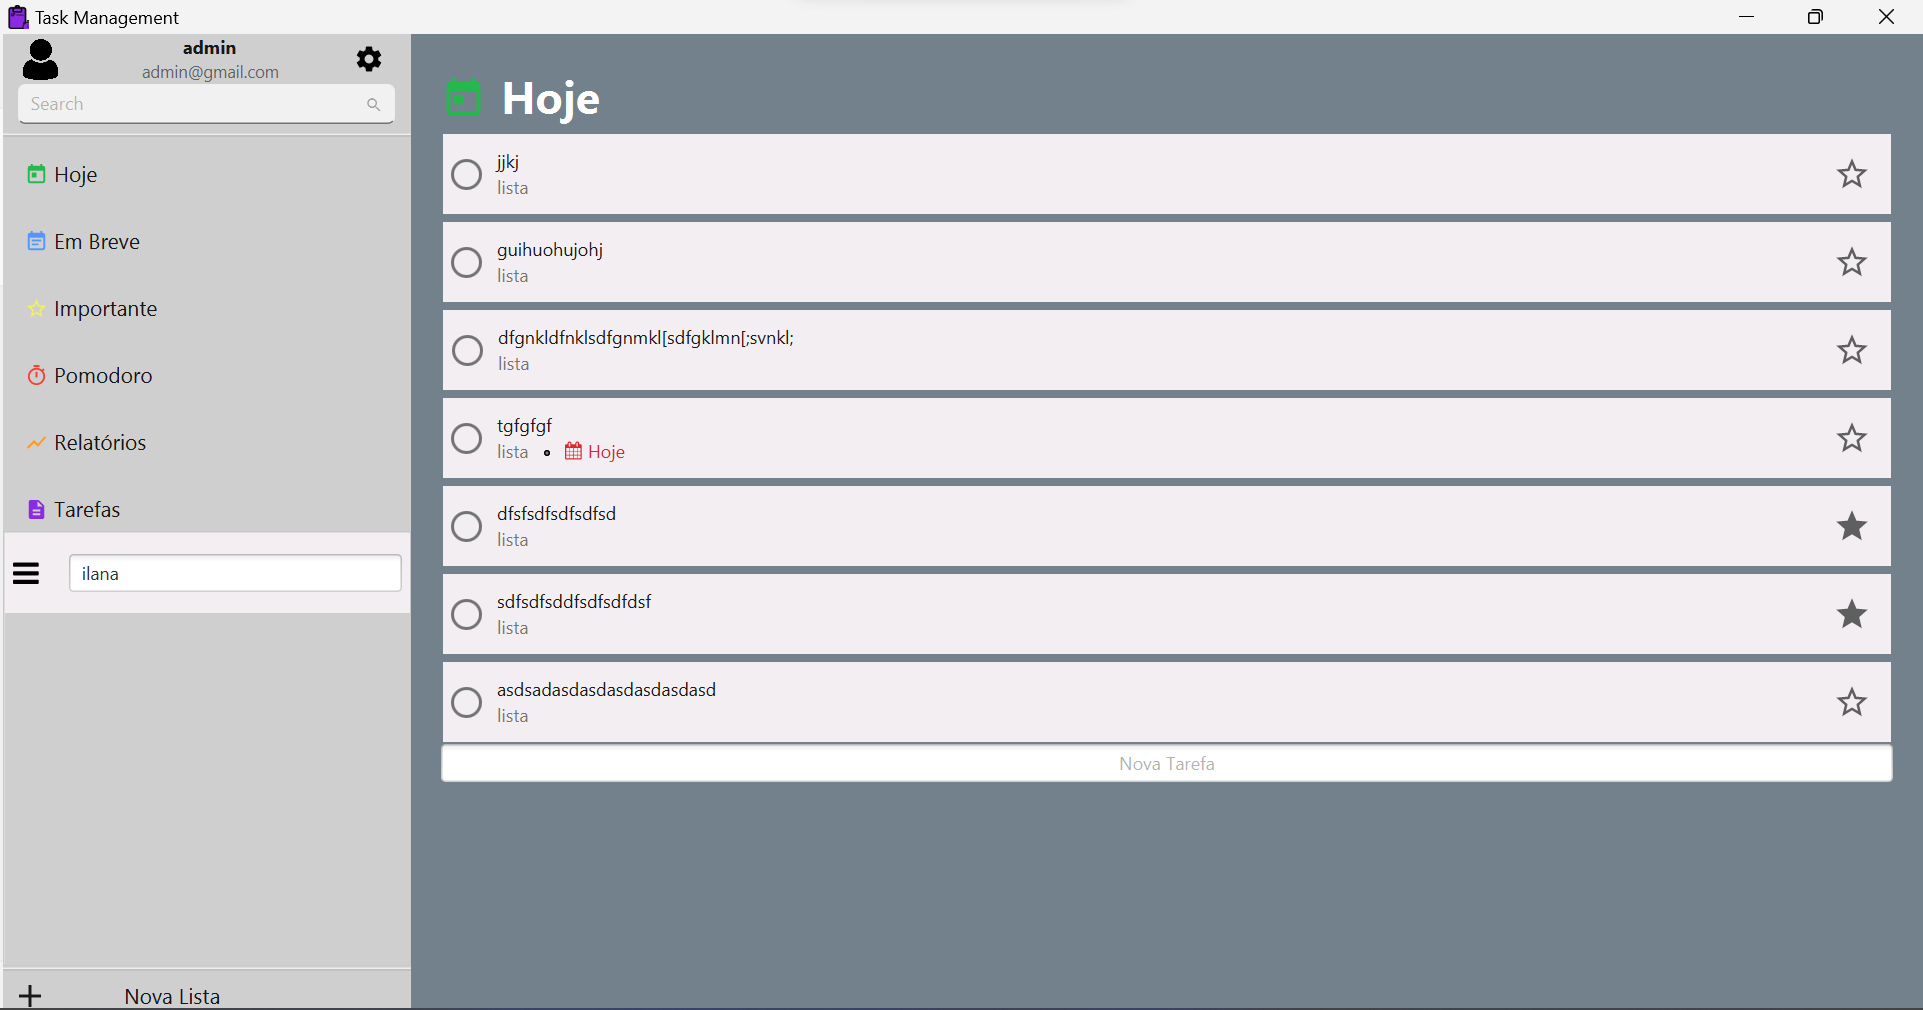 Task Management
admin
admin@gmail.com
Search
Hoje
Em Breve
Importante
Pomodoro
Relatórios
Tarefas
ilana
Nova Lista
Hoje
jjkj
lista
guihuohujohj
lista
dfgnkldfnklsdfgnmkl[sdfgklmn[;svnkl;
lista
tgfgfgf
lista • Hoje
dfsfsdfsdfsdfsd
lista
sdfsdfsddfsdfsdfdsf
lista
asdsadasdasdasdasdasd
lista
Nova Tarefa